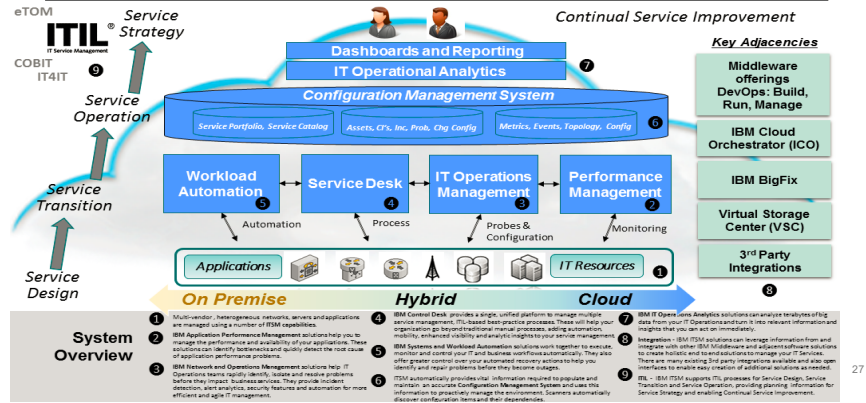 eTOM
ITIL®
IT Service Management
COBIT
IT4IT
9
Service
Strategy
Service
Operation
Service
Transition
Service
Design
Continual Service Improvement
Dashboards and Reporting
IT Operational Analytics
7
Configuration Management System
Service Portfolio, Service Catalog
Assets, CI's, Inc, Prob, Chg Config
Metrics, Events, Topology, Config
6
Workload
Automation
5
Service Desk
4
IT Operations
Management
3
Performance
Management
2
Automation
Process
Probes &
Configuration
Monitoring
Applications
IT Resources
1
On Premise
Hybrid
Cloud
Key Adjacencies
Middleware
offerings
DevOps: Build,
Run, Manage
IBM Cloud
Orchestrator (ICO)
IBM BigFix
Virtual Storage
Center (VSC)
3rd Party
Integrations
8
System
Overview
1
Multi-vendor, heterogeneous networks, servers and applications
are managed using a number of ITSM capabilities.
2
IBM Application Performance Management solutions help you to
manage the performance and availability of your applications. These
solutions can identify bottlenecks and quickly detect the root cause
of application performance problems.
3
IBM Network and Operations Management solutions help IT
Operations teams rapidly identify, isolate and resolve problems
before they impact business services. They provide incident
detection, alert analytics, security features and automation for more
efficient and agile IT management.
4
IBM Control Desk provides a single, unified platform to manage multiple
service management, ITIL-based best-practice processes. These will help your
organization go beyond traditional manual processes, adding automation,
mobility, enhanced visibility and analytic insights to your service management
5
IBM Systems and Workload Automation solutions work together to execute,
monitor and control your IT and business workflows automatically. They also
offer greater control over your automated recovery actions to help you
identify and repair problems before they become outages.
6
ITSM automatically provides vital information required to populate and
maintain an accurate Configuration Management System and uses this
information to proactively manage the environment. Scanners automatically
discover configuration items and their dependencies.
7
IBM IT Operations Analytics solutions can analyze terabytes of big
data from your IT Operations and turn it into relevant information and
insights that you can act on immediately.
8
Integration - IBM ITSM solutions can leverage information from and
integrate with other IBM Middleware and adjacent software solutions
to create holistic end to end solutions to manage your IT Services.
There are many existing 3rd party integrations available and also open
interfaces to enable easy creation of additional solutions as needed.
9
ITIL - IBM ITSM supports ITIL processes for Service Design, Service
Transition and Service Operation, providing planning information for
Service Strategy and enabling Continual Service Improvement.
27